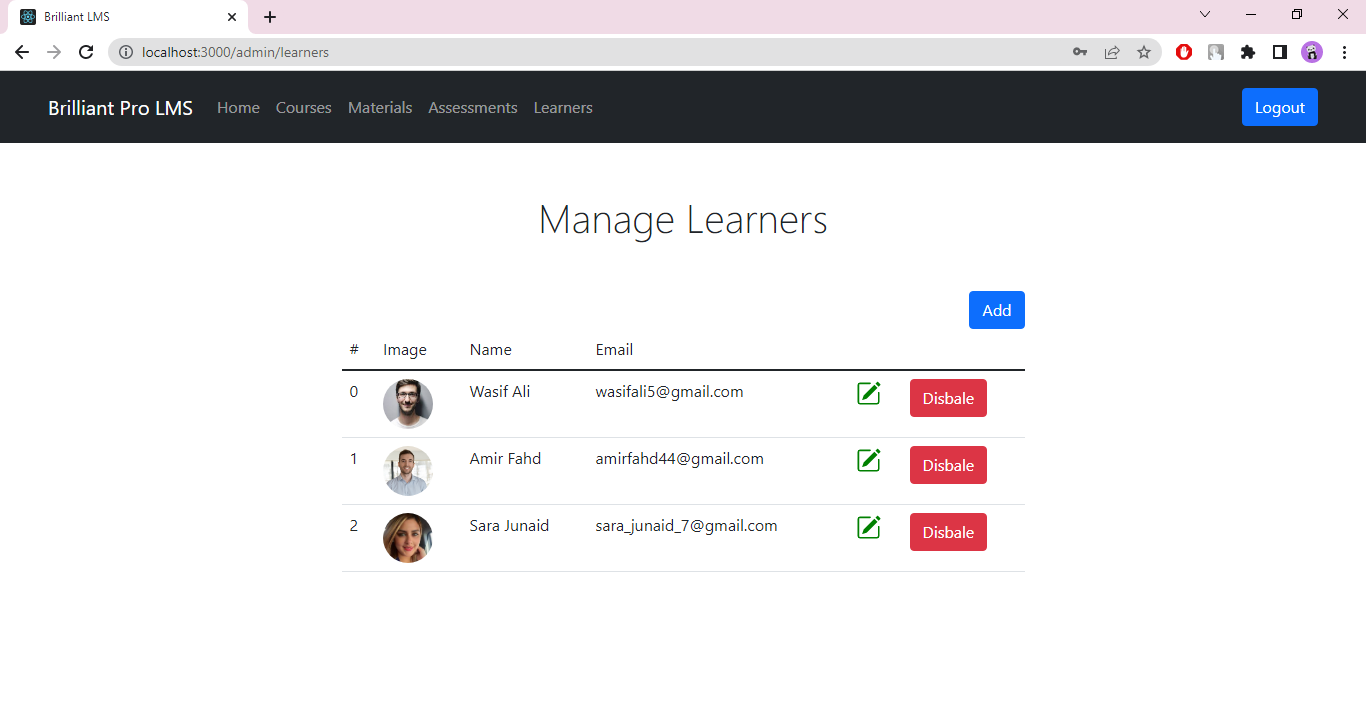 Brilliant LMS
localhost:3000/admin/learners
Brilliant Pro LMS Home Courses Materials Assessments Learners Logout
Manage Learners
Add
# Image Name Email
0 Wasif Ali wasifali5@gmail.com Disbale
1 Amir Fahd amirfahd44@gmail.com Disbale
2 Sara Junaid sara_junaid_7@gmail.com Disbale